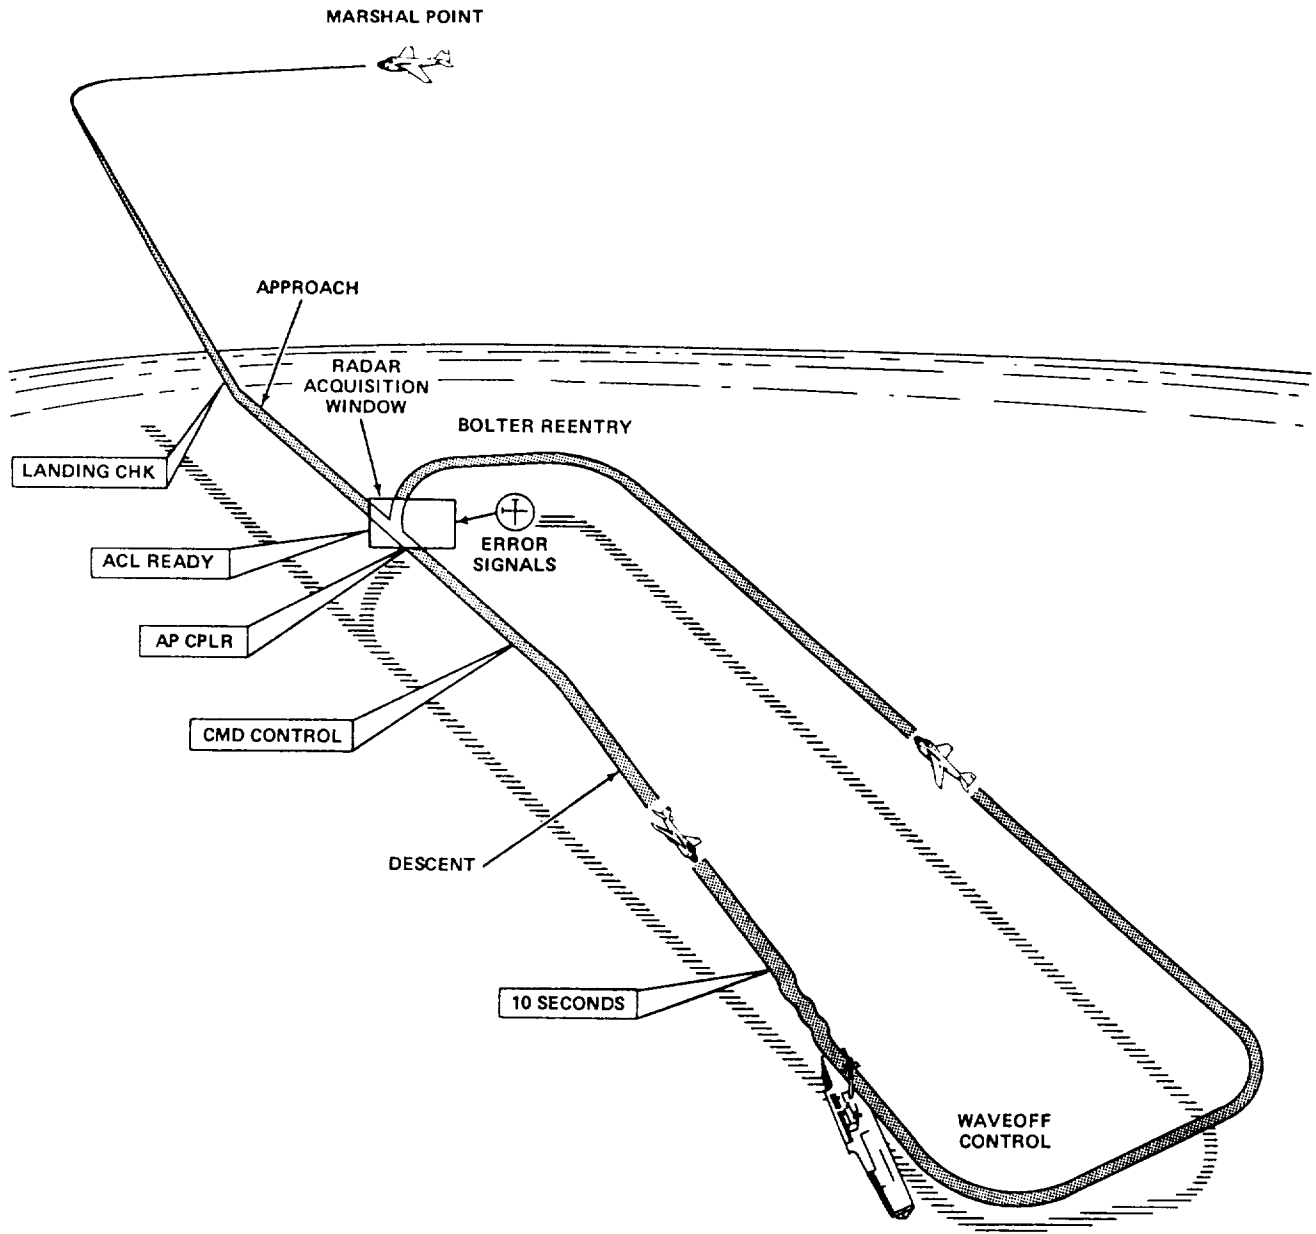 MARSHAL POINT
APPROACH
RADAR
ACQUISITION
WINDOW
BOLTER REENTRY
LANDING CHK
ERROR
SIGNALS
ACL READY
AP CPLR
CMD CONTROL
DESCENT
10 SECONDS
WAVEOFF
CONTROL